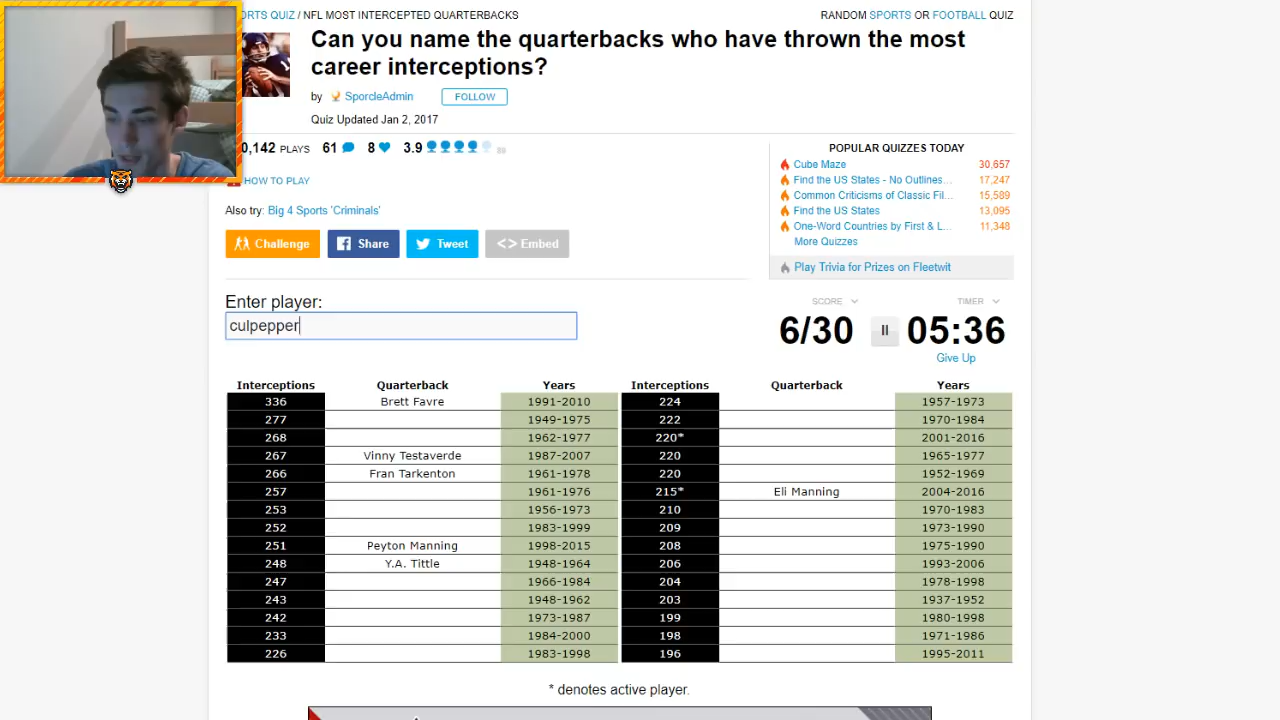 ORTS QUIZ / NFL MOST INTERCEPTED QUARTERBACKS
RANDOM SPORTS OR FOOTBALL QUIZ
Can you name the quarterbacks who have thrown the most
career interceptions?
by SporcleAdmin FOLLOW
Quiz Updated Jan 2, 2017
0,142 PLAYS 61 8 3.9
HOW TO PLAY
Also try: Big 4 Sports 'Criminals'
Challenge Share Tweet <> Embed
POPULAR QUIZZES TODAY
Cube Maze 30,657
Find the US States - No Outlines... 17,247
Common Criticisms of Classic Fil... 15,589
Find the US States 13,095
One-Word Countries by First & L... 11,348
More Quizzes
Play Trivia for Prizes on Fleetwit
Enter player:
culpepper
SCORE TIMER
6/30 05:36
Give Up
Interceptions Quarterback Years Interceptions Quarterback Years
336 Brett Favre 1991-2010 224 1957-1973
277 1949-1975 222 1970-1984
268 1962-1977 220* 2001-2016
267 Vinny Testaverde 1987-2007 220 1965-1977
266 Fran Tarkenton 1961-1978 220 1952-1969
257 1961-1976 215* Eli Manning 2004-2016
253 1956-1973 210 1970-1983
252 1983-1999 209 1973-1990
251 Peyton Manning 1998-2015 208 1975-1990
248 Y.A. Tittle 1948-1964 206 1993-2006
247 1966-1984 204 1978-1998
243 1948-1962 203 1937-1952
242 1973-1987 199 1980-1998
233 1984-2000 198 1971-1986
226 1983-1998 196 1995-2011
* denotes active player.